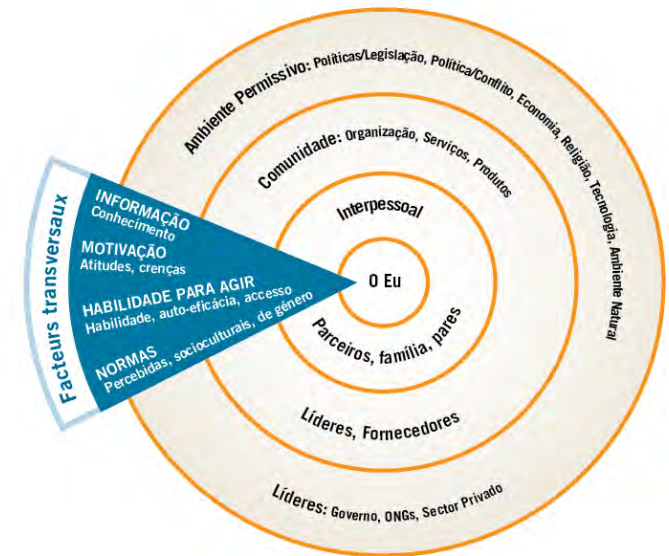 Ambiente Permissivo: Políticas/Legislação, Política/Conflito, Economia, Religião, Tecnologia, Ambiente Natural
Comunidade: Organização, Serviços, Produtos
Interpessoal
O Eu
Parceiros, família, pares
Líderes, Fornecedores
Líderes: Governo, ONGs, Sector Privado
Facteurs transversaux
INFORMAÇÃO
Conhecimento
MOTIVAÇÃO
Atitudes, crenças
HABILIDADE PARA AGIR
Habilidade, auto-eficácia, accesso
NORMAS
Percebidas, socioculturais, de género